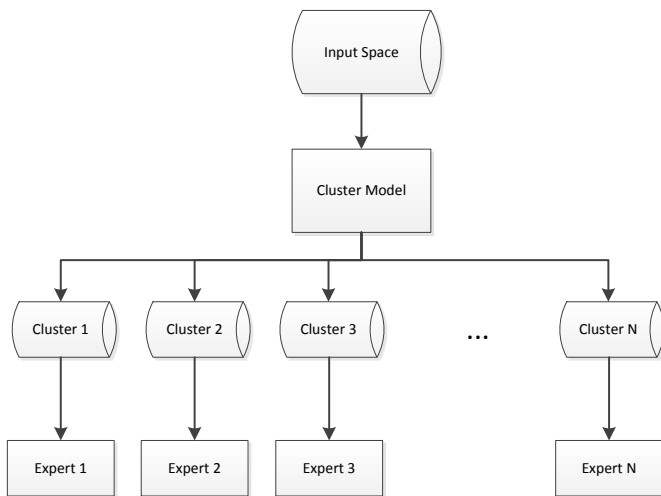 Input Space
Cluster Model
Cluster 1
Cluster 2
Cluster 3
...
Cluster N
Expert 1
Expert 2
Expert 3
Expert N